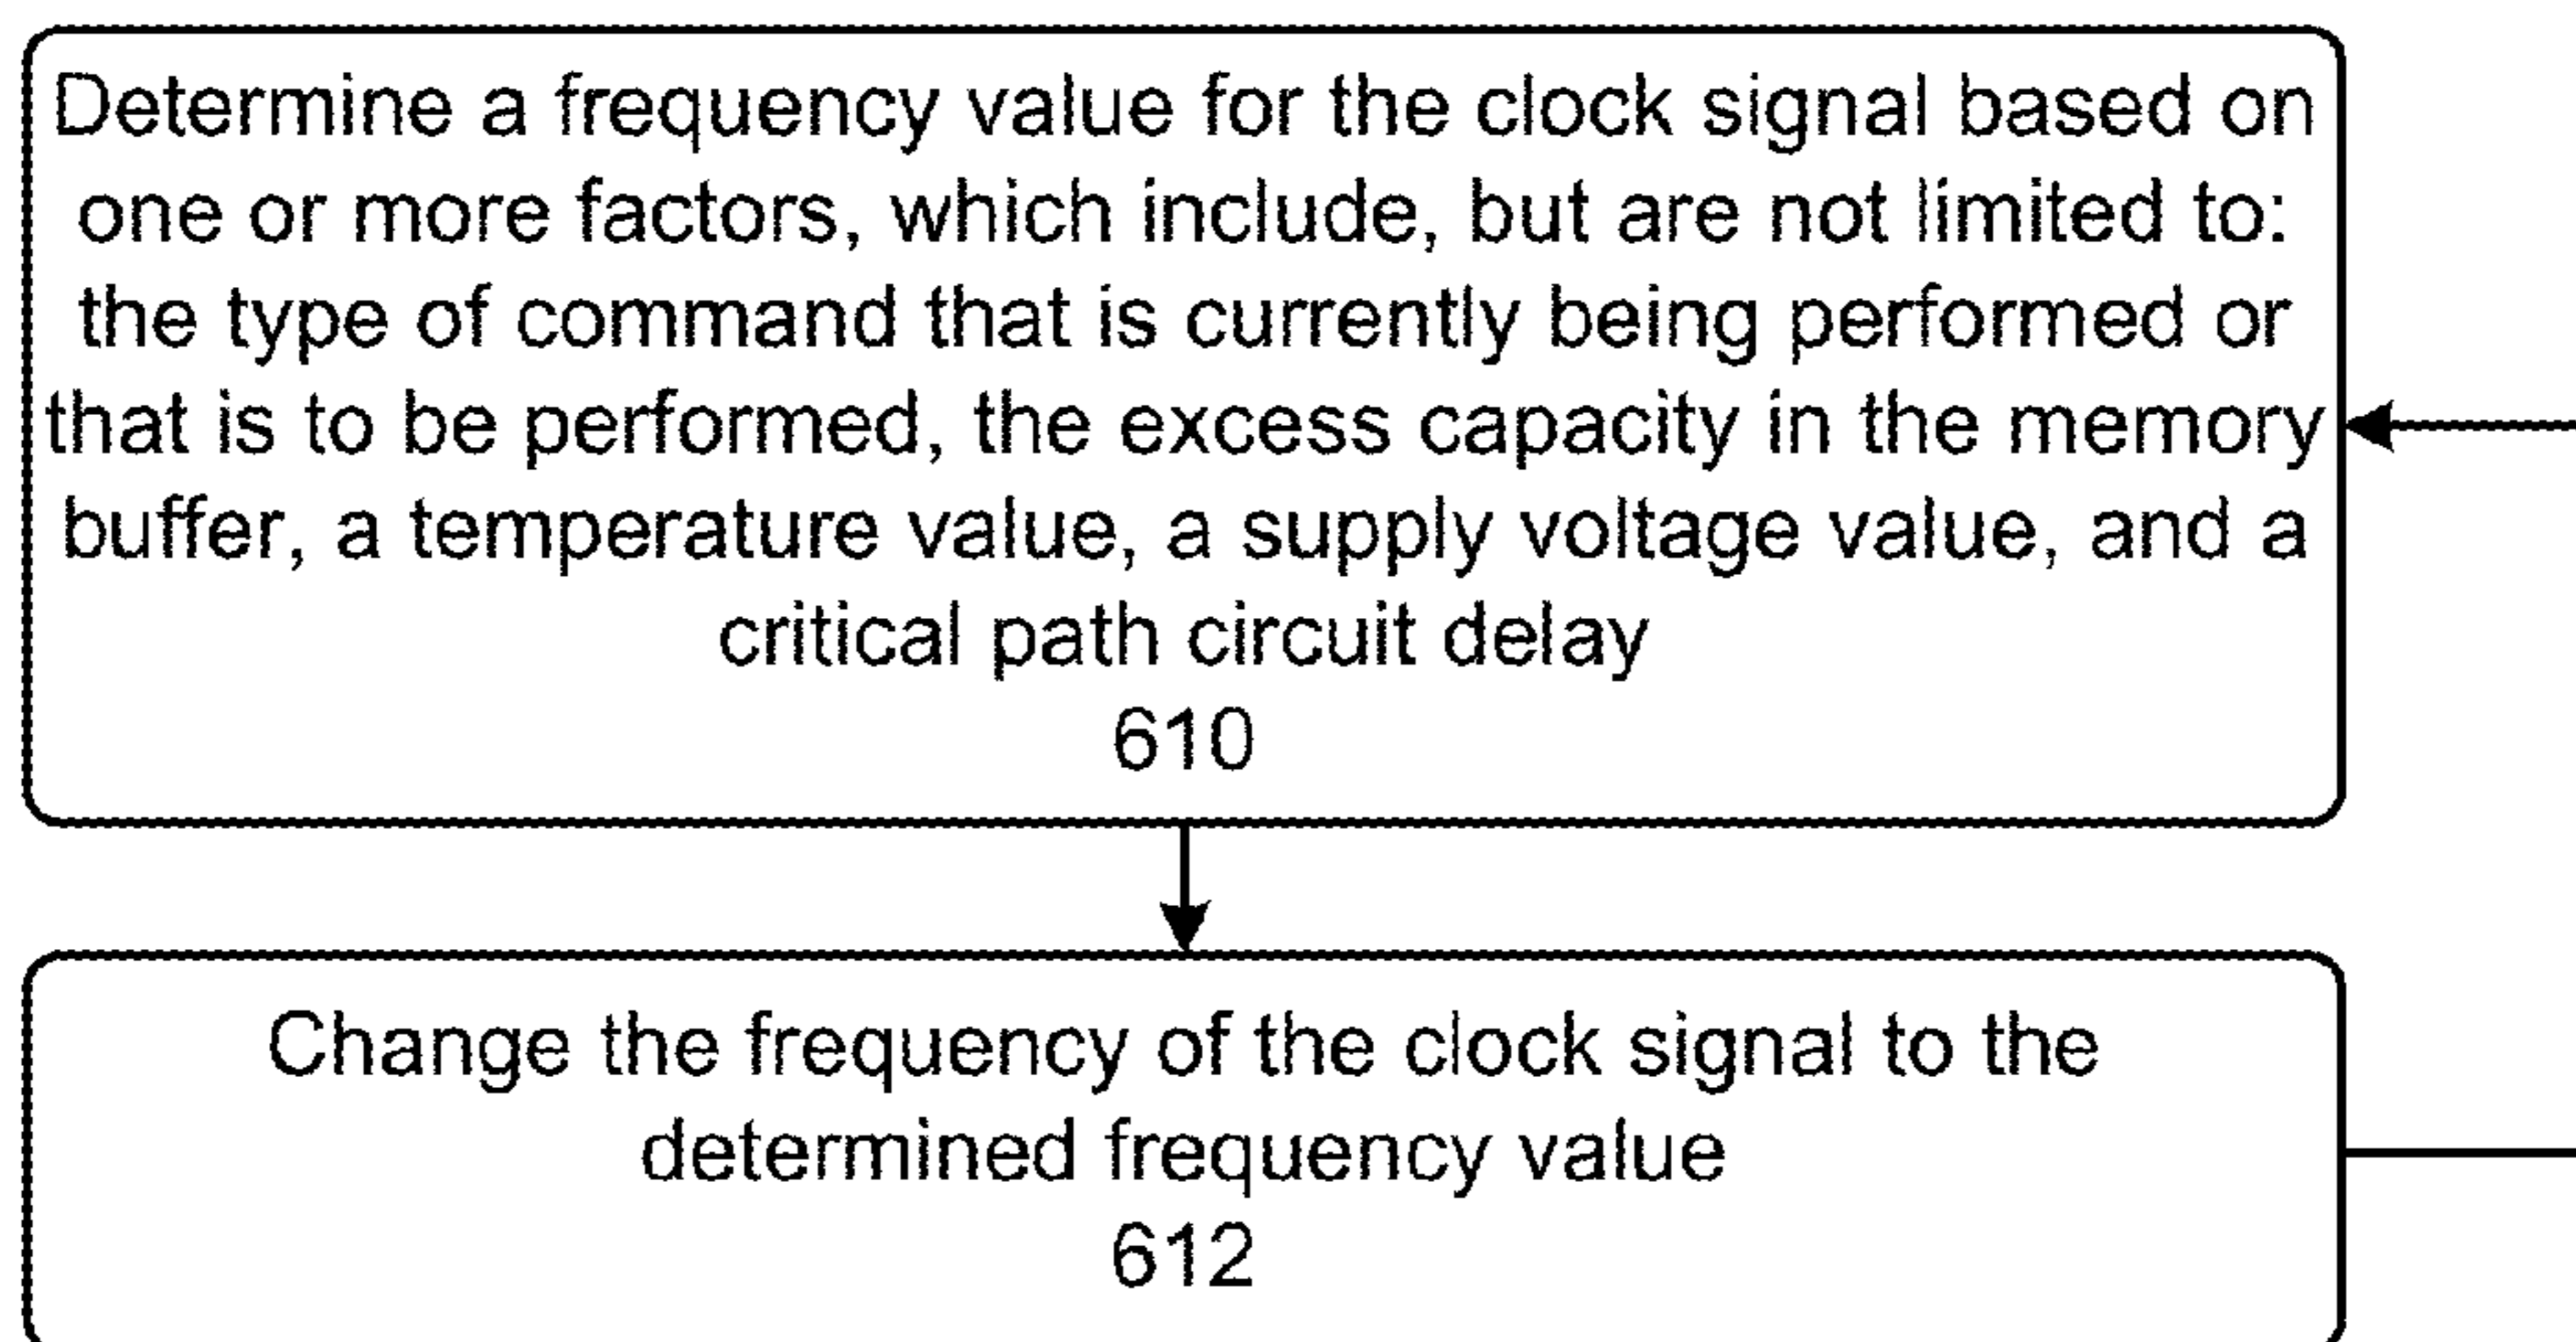 Determine a frequency value for the clock signal based on
one or more factors, which include, but are not limited to:
the type of command that is currently being performed or
that is to be performed, the excess capacity in the memory
buffer, a temperature value, a supply voltage value, and a
critical path circuit delay
610
Change the frequency of the clock signal to the
determined frequency value
612